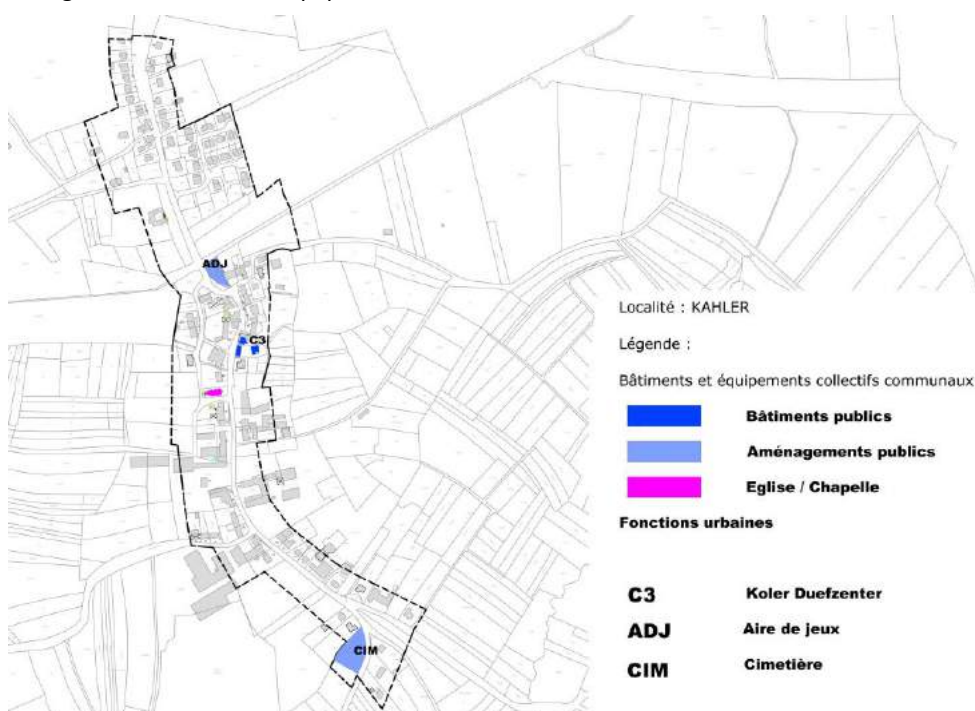 ADJ
C3
CIM
Localité : KAHLER
Légende :
Bâtiments et équipements collectifs communaux
Bâtiments publics
Aménagements publics
Eglise / Chapelle
Fonctions urbaines
C3 Koler Duefzenter
ADJ Aire de jeux
CIM Cimetière